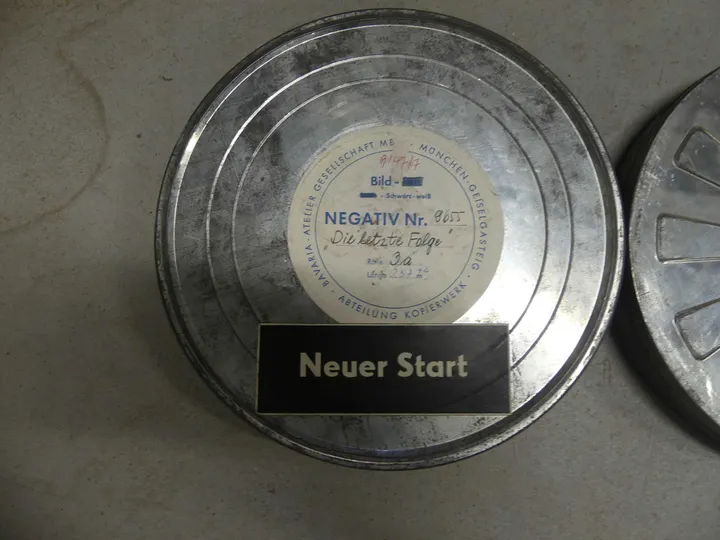 BAVARIA-ATELIER GESELLSCHAFT MB MÜNCHEN-GEISELGASTEIG
Bild -
- Schwarz-weiß
NEGATIV Nr. 9655
"Die letzte Folge"
3a
ABTEILUNG KOPIERWERK
Neuer Start